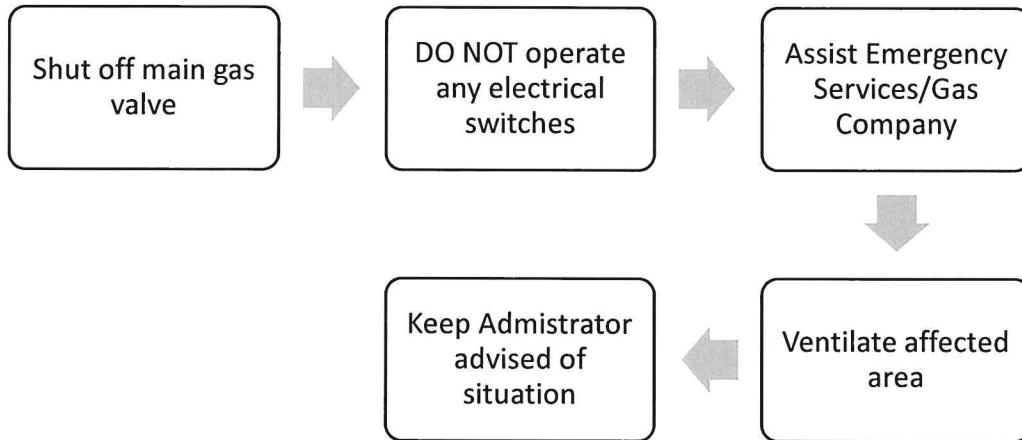 Shut off main gas
valve
DO NOT operate
any electrical
switches
Assist Emergency
Services/Gas
Company
Ventilate affected
area
Keep Admistrator
advised of
situation